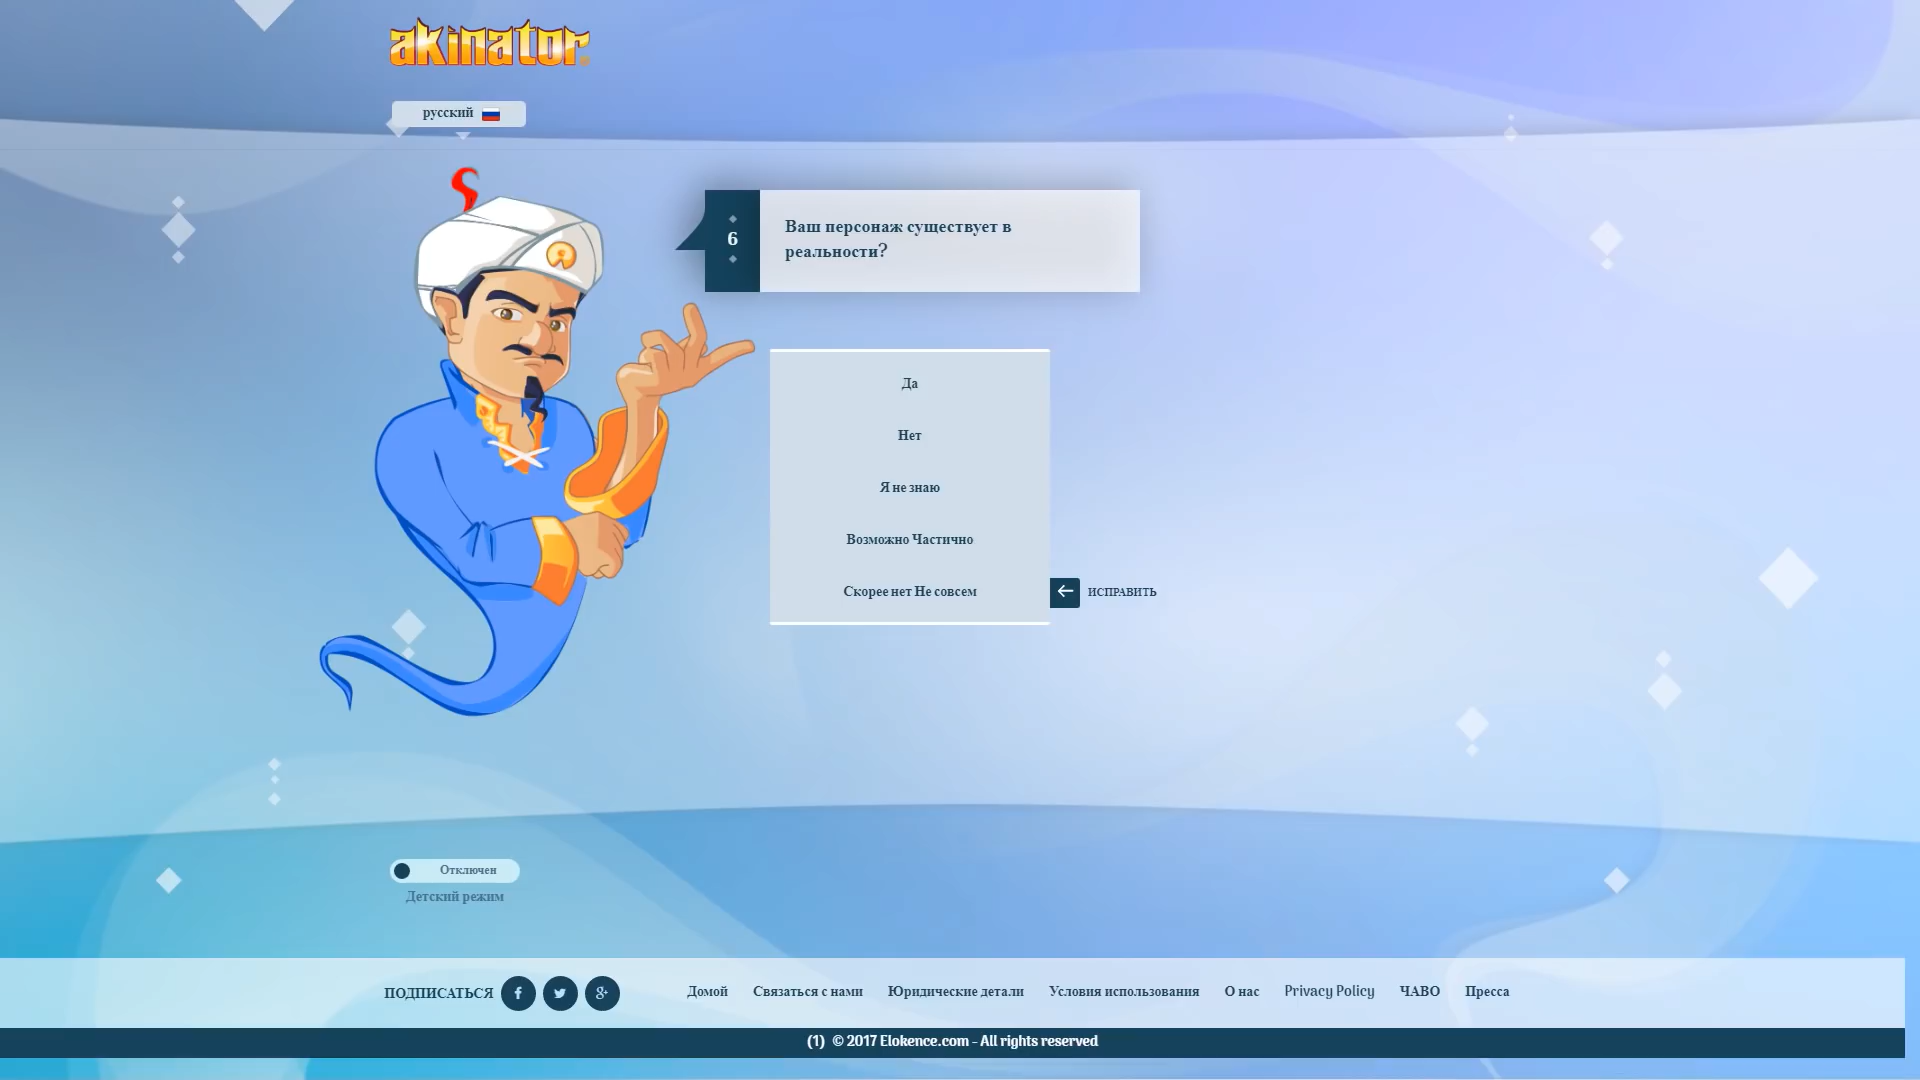 akinator
русский
6
Ваш персонаж существует в
реальности?
Да
Нет
Я не знаю
Возможно Частично
Скорее нет Не совсем
ИСПРАВИТЬ
Отключен
Детский режим
ПОДПИСАТЬСЯ
Домой Связаться с нами Юридические детали Условия использования О нас Privacy Policy ЧАВО Пресса
(1) © 2017 Elokence.com - All rights reserved